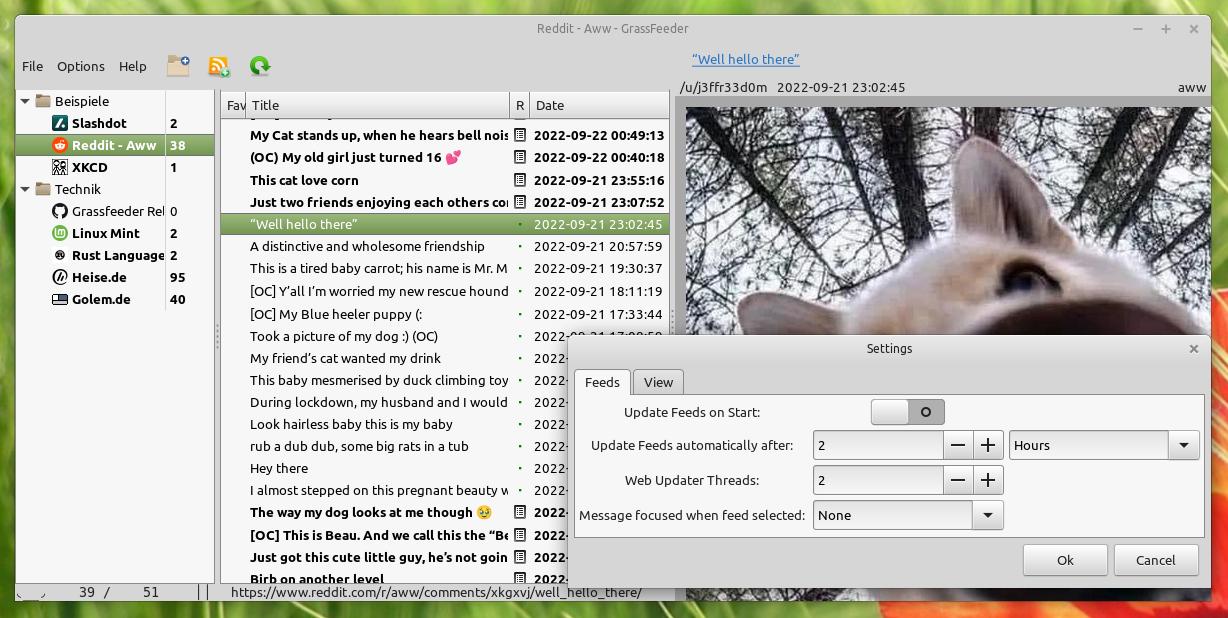 Reddit - Aww - GrassFeeder
File Options Help
“Well hello there”
/u/j3ffr33d0m 2022-09-21 23:02:45 aww
Beispiele
Slashdot 2
Reddit - Aww 38
XKCD 1
Technik
Grassfeeder Rel 0
Linux Mint 2
Rust Language 2
Heise.de 95
Golem.de 40
Fav Title R Date
My Cat stands up, when he hears bell nois 2022-09-22 00:49:13
(OC) My old girl just turned 16 💕 2022-09-22 00:40:18
This cat love corn 2022-09-21 23:55:16
Just two friends enjoying each others co 2022-09-21 23:07:52
“Well hello there” 2022-09-21 23:02:45
A distinctive and wholesome friendship 2022-09-21 20:57:59
This is a tired baby carrot; his name is Mr. M 2022-09-21 19:30:37
[OC] Y’all I’m worried my new rescue hound 2022-09-21 18:11:19
[OC] My Blue heeler puppy (: 2022-09-21 17:33:44
Took a picture of my dog :) (OC) 2022-09-21 17:08:59
My friend’s cat wanted my drink 2022-
This baby mesmerised by duck climbing toy 2022-
During lockdown, my husband and I would 2022-
Look hairless baby this is my baby 2022-
rub a dub dub, some big rats in a tub 2022-
Hey there 2022-
I almost stepped on this pregnant beauty w 2022-
The way my dog looks at me though 🥹 2022-
[OC] This is Beau. And we call this the “Be 2022-
Just got this cute little guy, he’s not goin 2022-
Birb on another level 2022-
39 / 51 https://www.reddit.com/r/aww/comments/xkgxvj/well_hello_there/
Settings
Feeds View
Update Feeds on Start: O
Update Feeds automatically after: 2 Hours
Web Updater Threads: 2
Message focused when feed selected: None
Ok Cancel